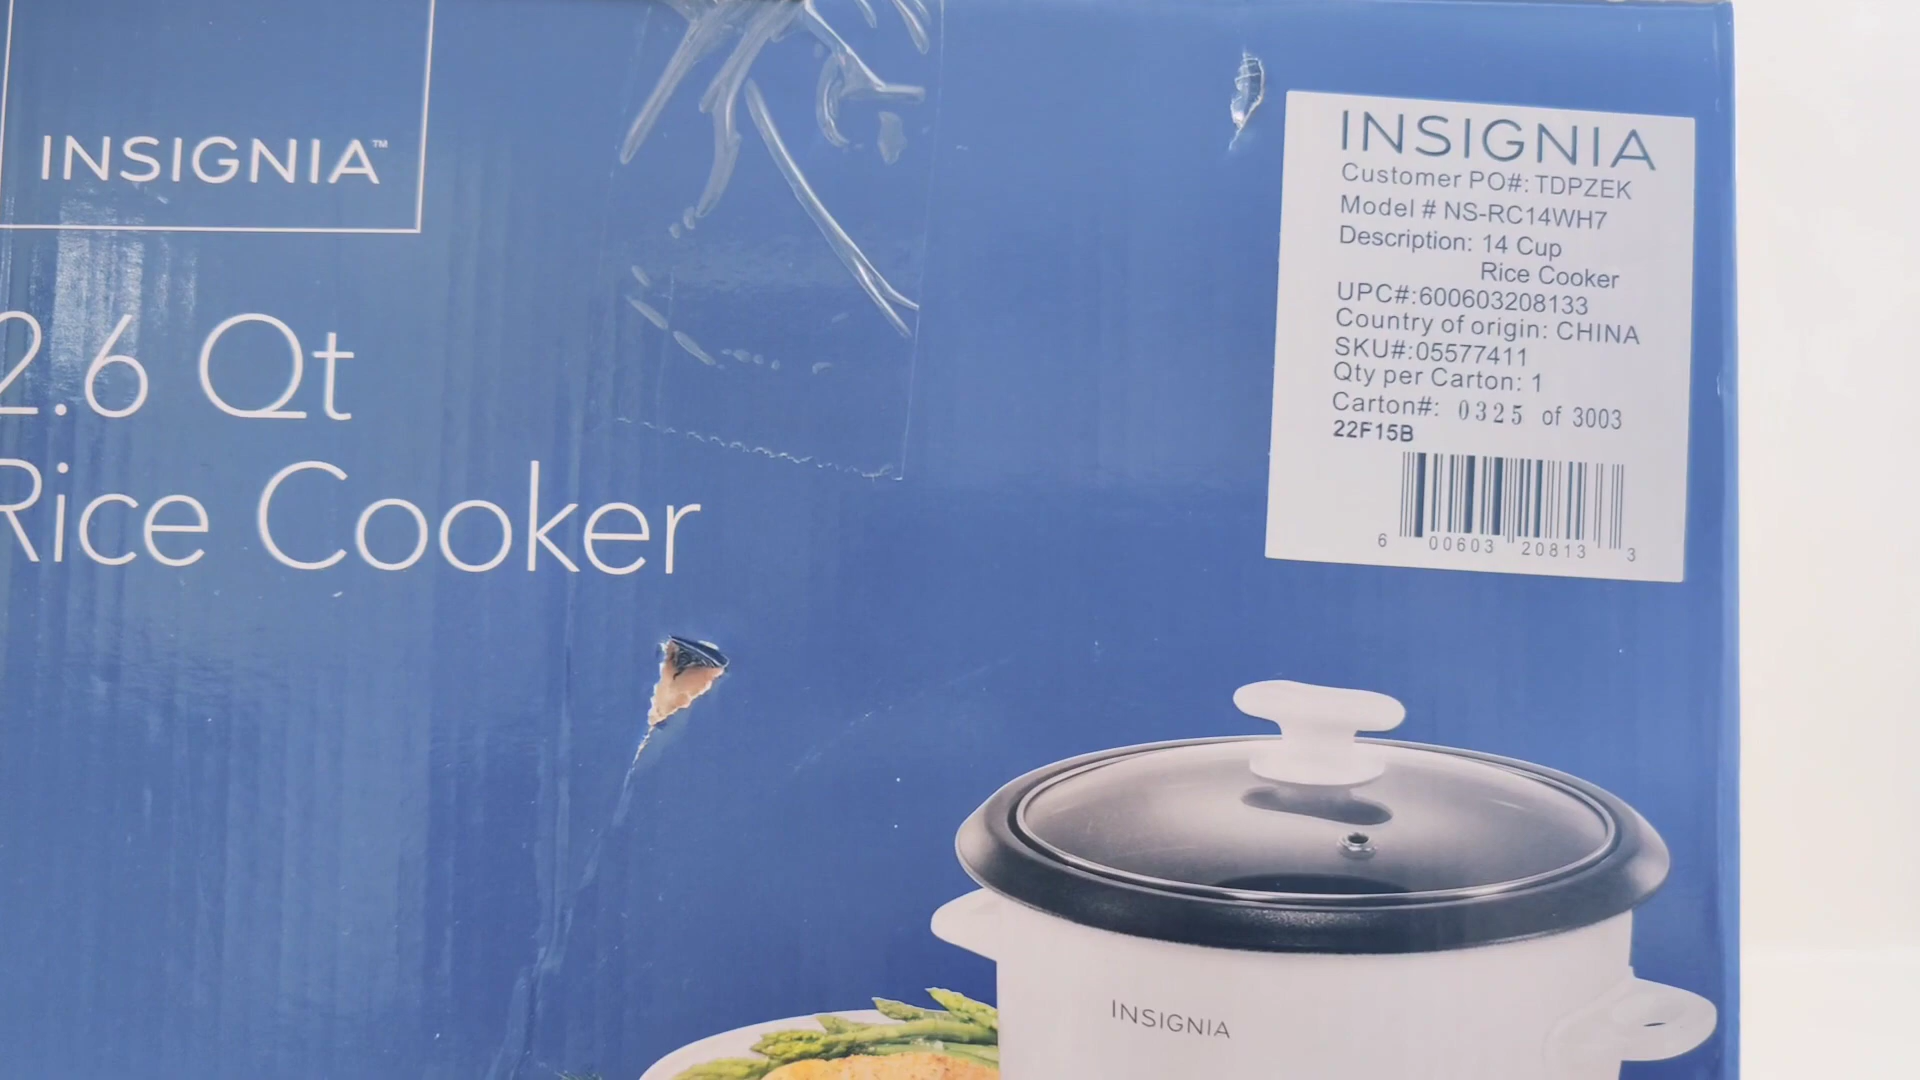 INSIGNIA™
2.6 Qt
Rice Cooker
INSIGNIA
Customer PO#: TDPZEK
Model # NS-RC14WH7
Description: 14 Cup
Rice Cooker
UPC#:600603208133
Country of origin: CHINA
SKU#:05577411
Qty per Carton: 1
Carton#: 0325 of 3003
22F15B
6 00603 20813 3
INSIGNIA